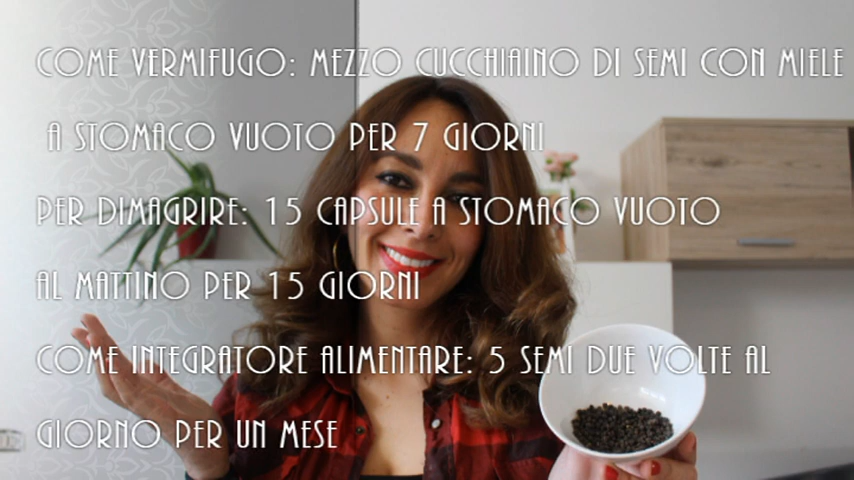 COME VERMIFUGO: MEZZO CUCCHIAINO DI SEMI CON MIELE
A STOMACO VUOTO PER 7 GIORNI
PER DIMAGRIRE: 15 CAPSULE A STOMACO VUOTO
AL MATTINO PER 15 GIORNI
COME INTEGRATORE ALIMENTARE: 5 SEMI DUE VOLTE AL
GIORNO PER UN MESE